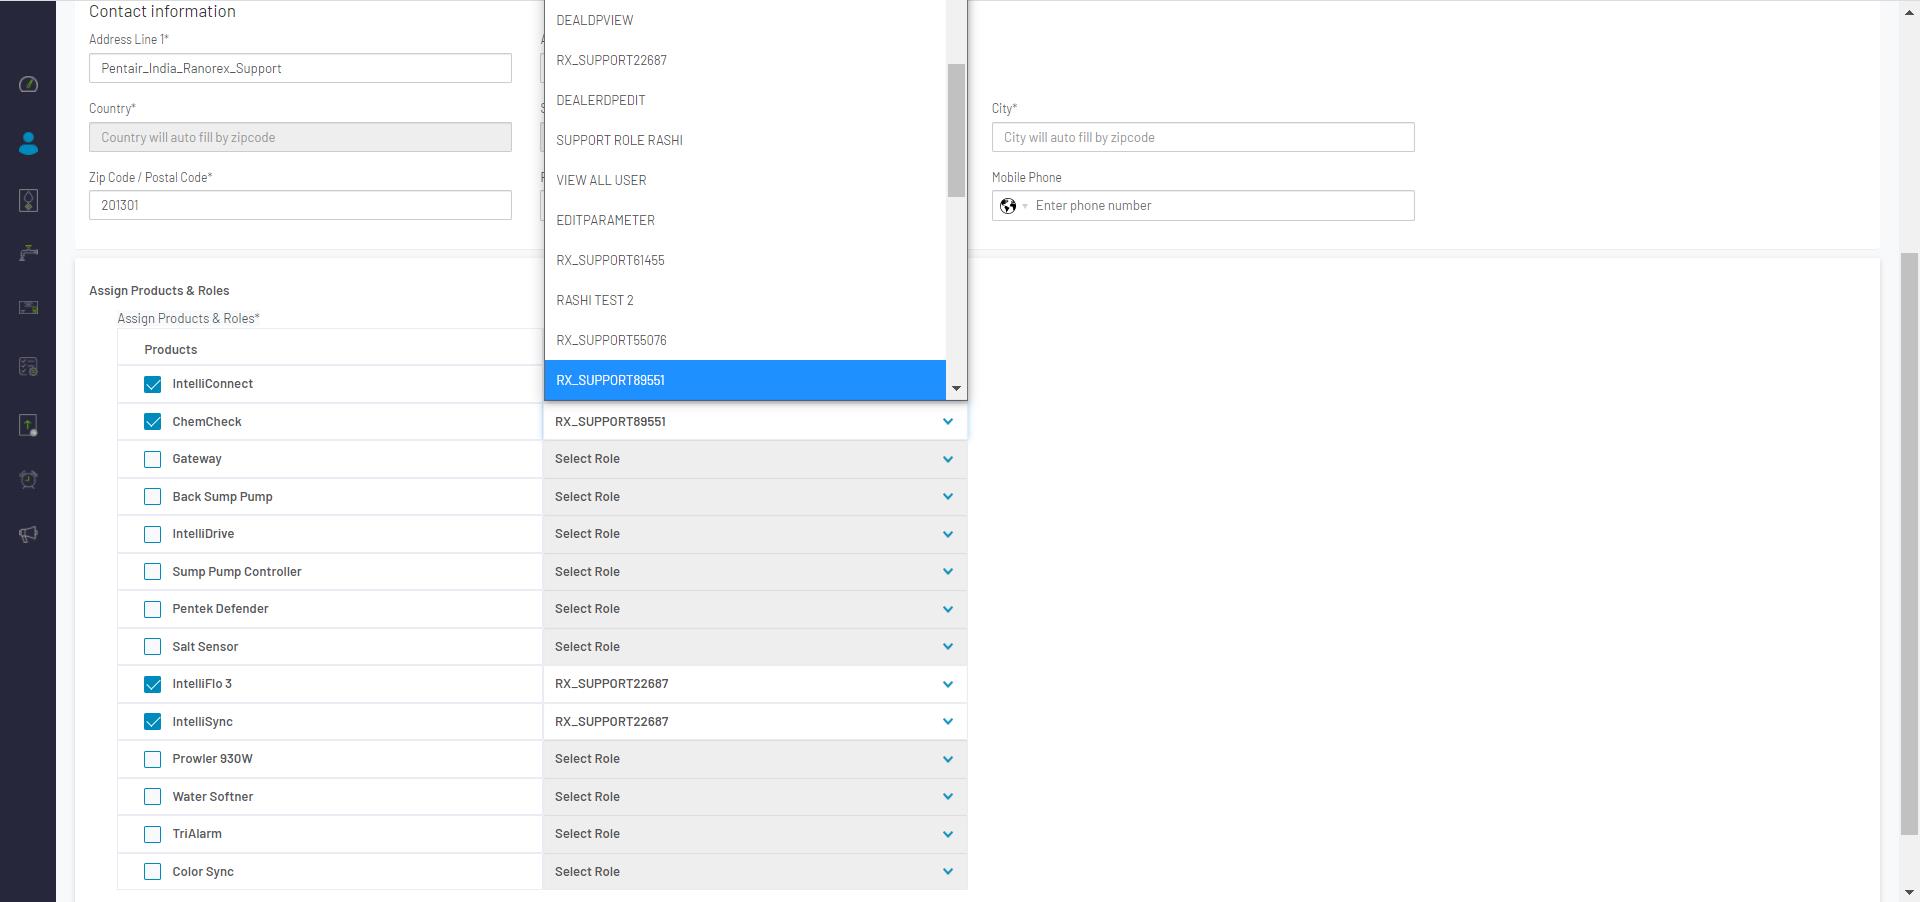 Contact information
Address Line 1*
Pentair_India_Ranorex_Support
Country*
Country will auto fill by zipcode
City*
City will auto fill by zipcode
Zip Code / Postal Code*
201301
Mobile Phone
Enter phone number
DEALDPVIEW
RX_SUPPORT22687
DEALERDPEDIT
SUPPORT ROLE RASHI
VIEW ALL USER
EDITPARAMETER
RX_SUPPORT61455
RASHI TEST 2
RX_SUPPORT55076
RX_SUPPORT89551
Assign Products & Roles
Assign Products & Roles*
Products
IntelliConnect
ChemCheck RX_SUPPORT89551
Gateway Select Role
Back Sump Pump Select Role
IntelliDrive Select Role
Sump Pump Controller Select Role
Pentek Defender Select Role
Salt Sensor Select Role
IntelliFlo 3 RX_SUPPORT22687
IntelliSync RX_SUPPORT22687
Prowler 930W Select Role
Water Softner Select Role
TriAlarm Select Role
Color Sync Select Role